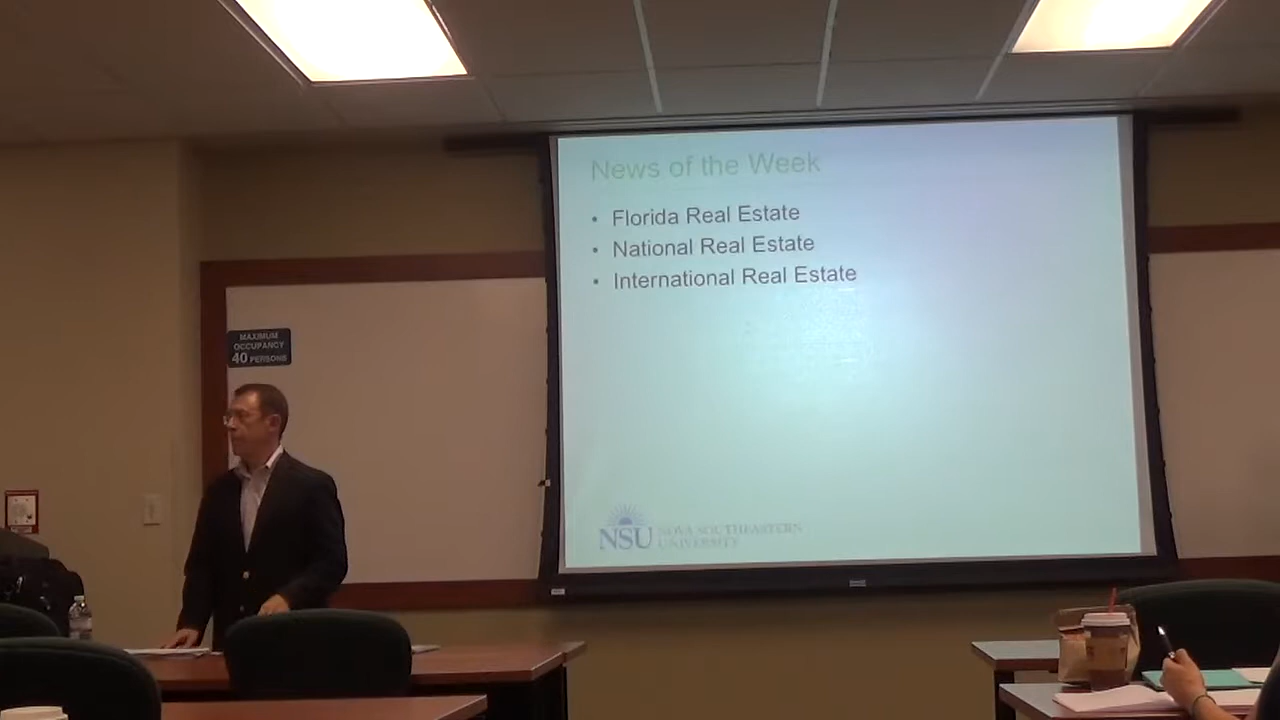 News of the Week
• Florida Real Estate
• National Real Estate
• International Real Estate
MAXIMUM
OCCUPANCY
40 PERSONS
NSU NOVA SOUTHEASTERN
UNIVERSITY